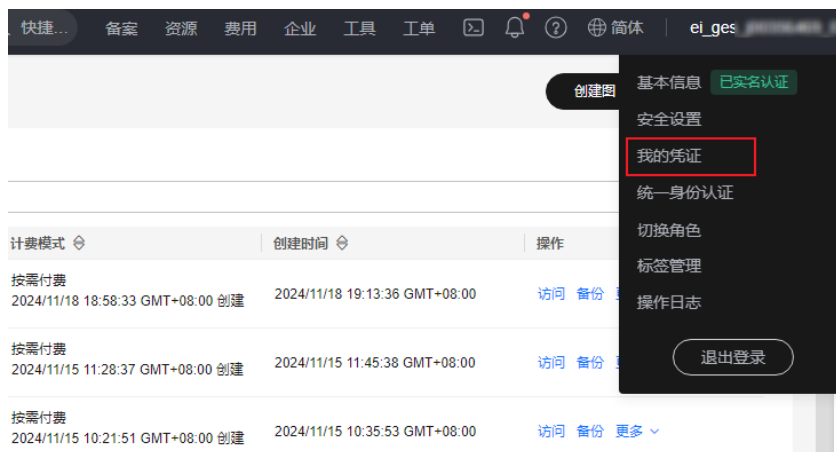 快捷... 备案 资源 费用 企业 工具 工单 简体 ei_ges
创建图
基本信息 已实名认证
安全设置
我的凭证
统一身份认证
切换角色
标签管理
操作日志
退出登录
计费模式 创建时间 操作
按需付费
2024/11/18 18:58:33 GMT+08:00 创建 2024/11/18 19:13:36 GMT+08:00 访问 备份
按需付费
2024/11/15 11:28:37 GMT+08:00 创建 2024/11/15 11:45:38 GMT+08:00 访问 备份
按需付费
2024/11/15 10:21:51 GMT+08:00 创建 2024/11/15 10:35:53 GMT+08:00 访问 备份 更多